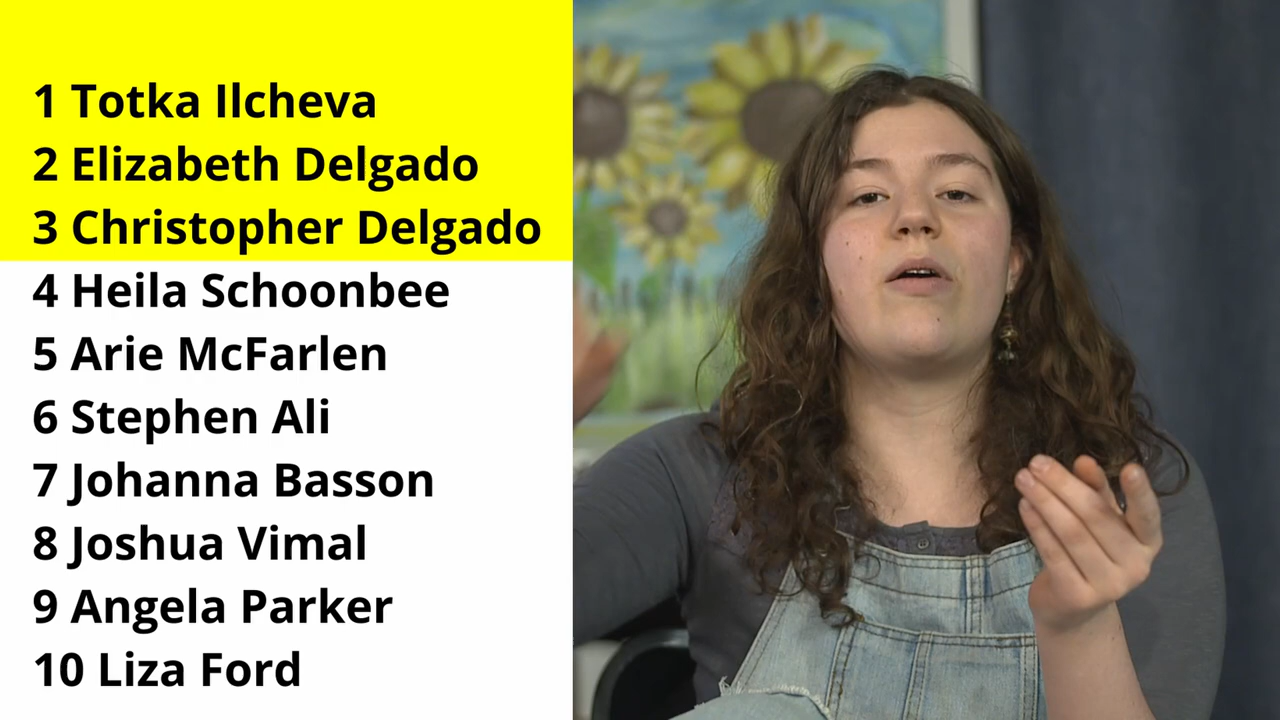 1 Totka Ilcheva
2 Elizabeth Delgado
3 Christopher Delgado
4 Heila Schoonbee
5 Arie McFarlen
6 Stephen Ali
7 Johanna Basson
8 Joshua Vimal
9 Angela Parker
10 Liza Ford